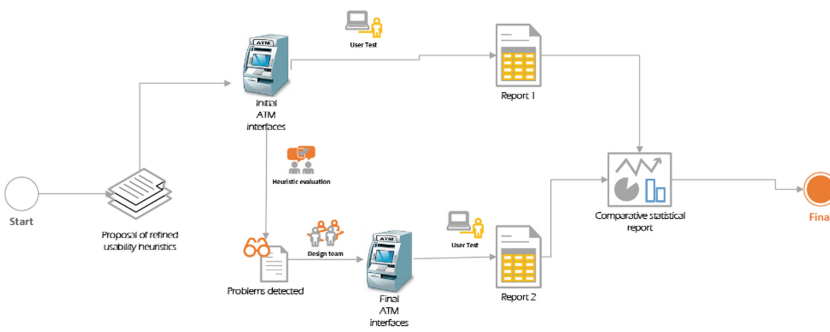 ATM
User Test
Initial
ATM
interfaces
Report 1
Heuristic evaluation
Start
Proposal of refined
usability heuristics
Comparative statistical
report
Final
User Test
Design team
ATM
Problems detected
Final
ATM
interfaces
Report 2